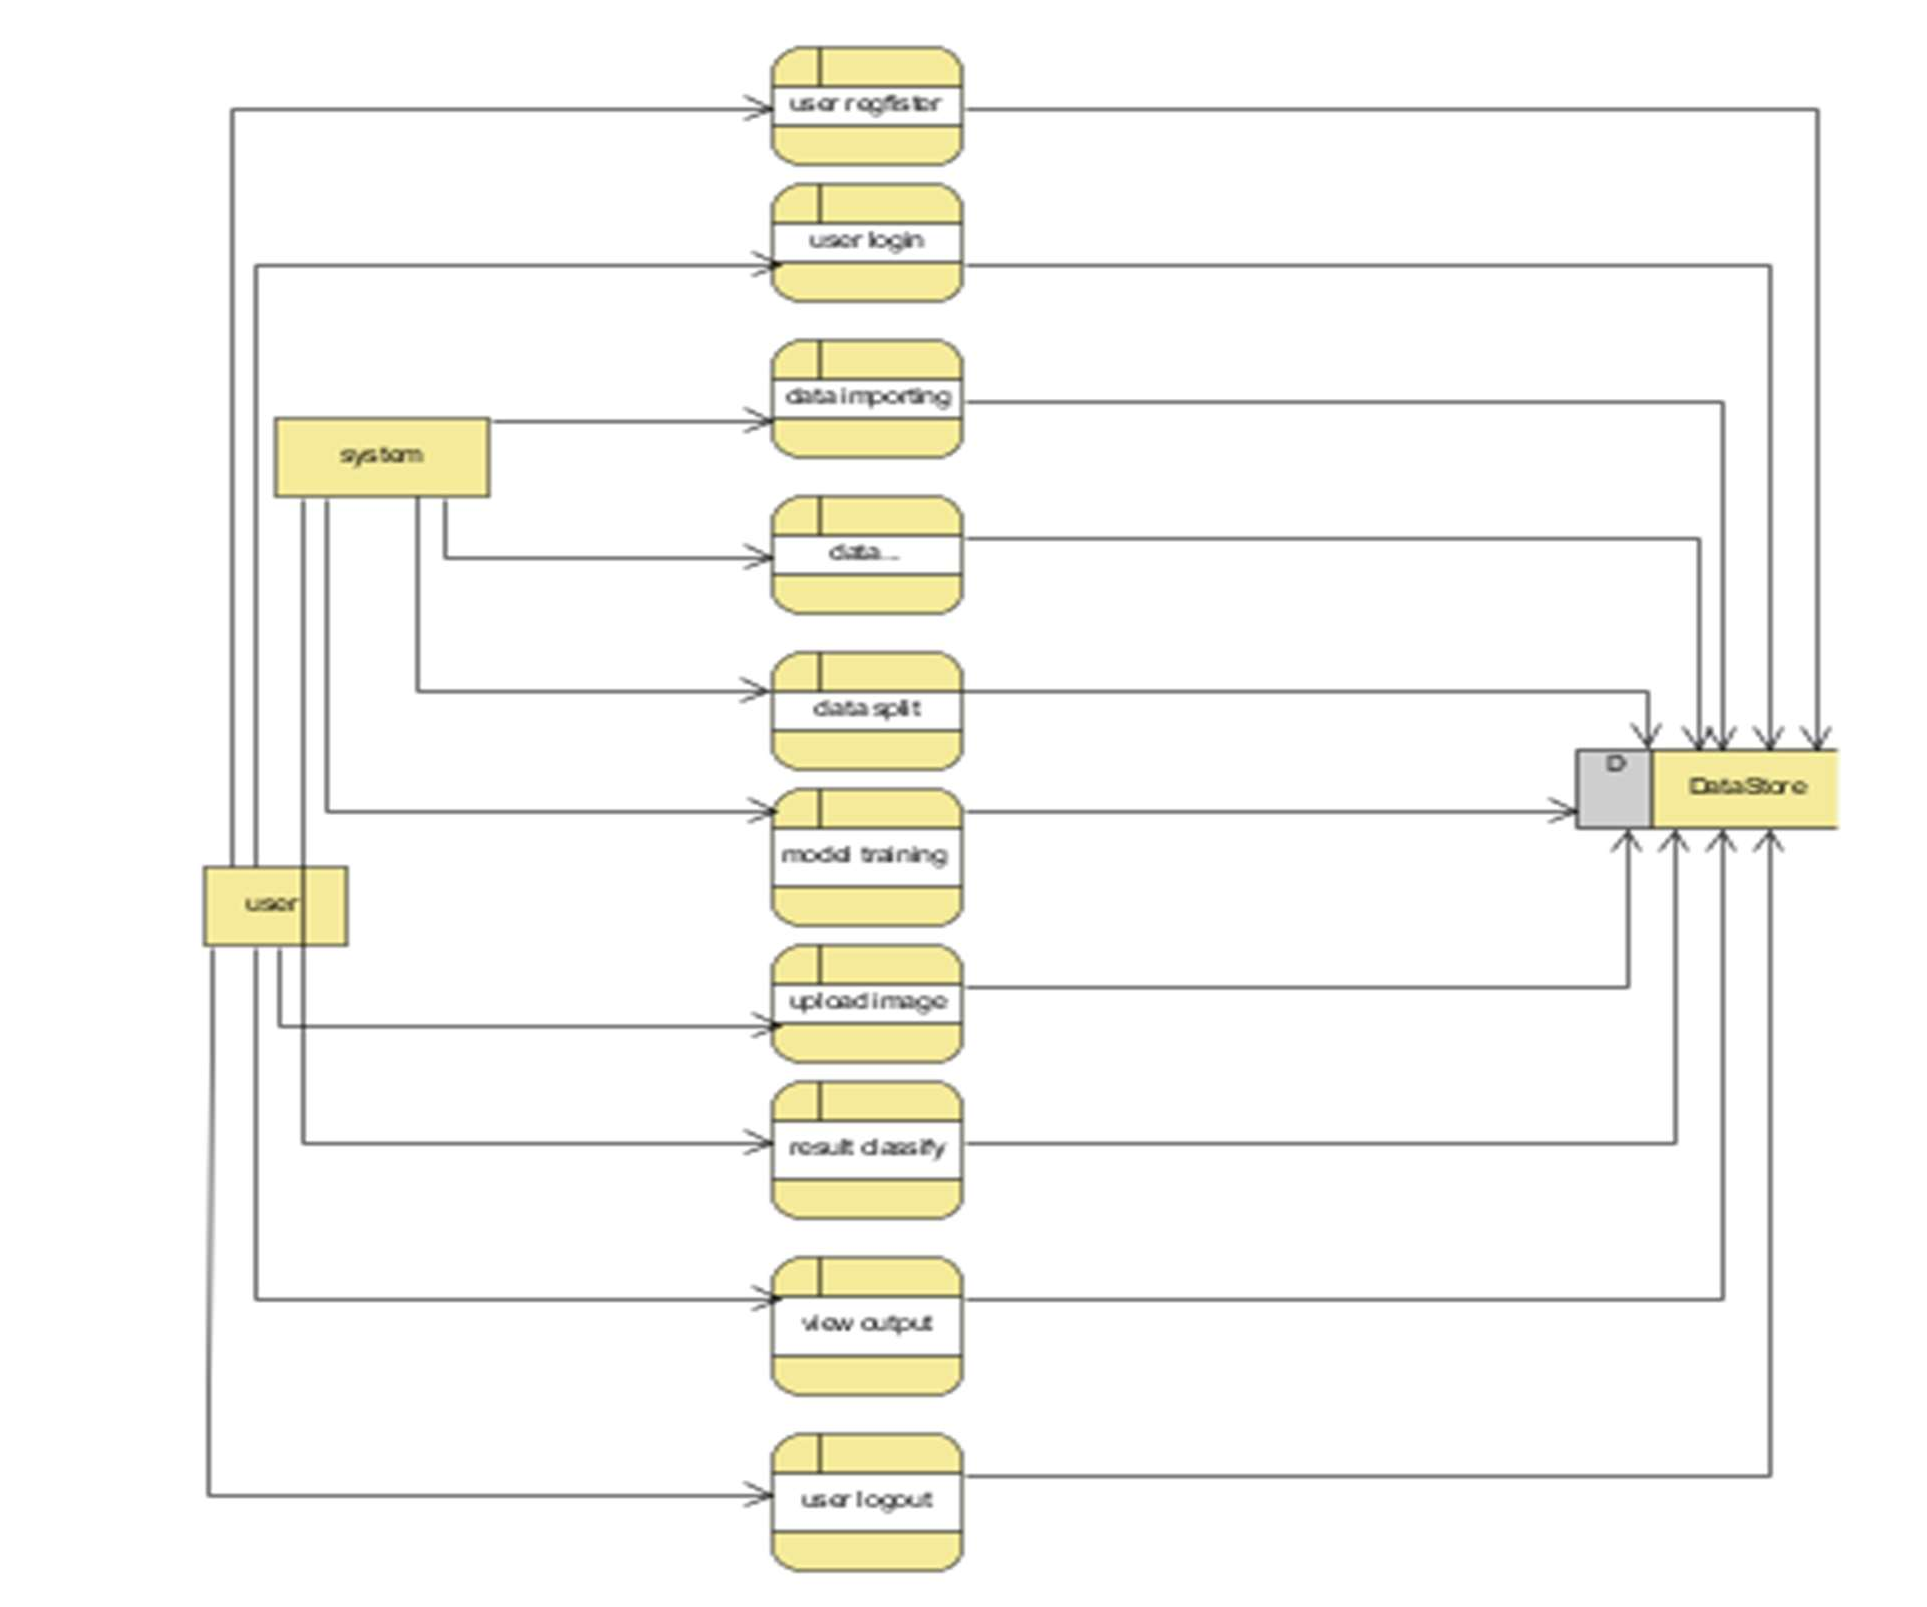 user regfister
user login
data importing
system
data...
data split
D
DataStore
model training
user
upload image
result classify
view output
user logout